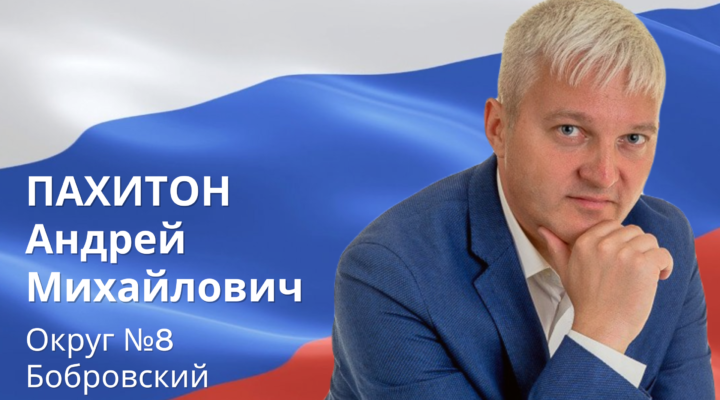 ПАХИТОН
Андрей
Михайлович
Округ №8
Бобровский